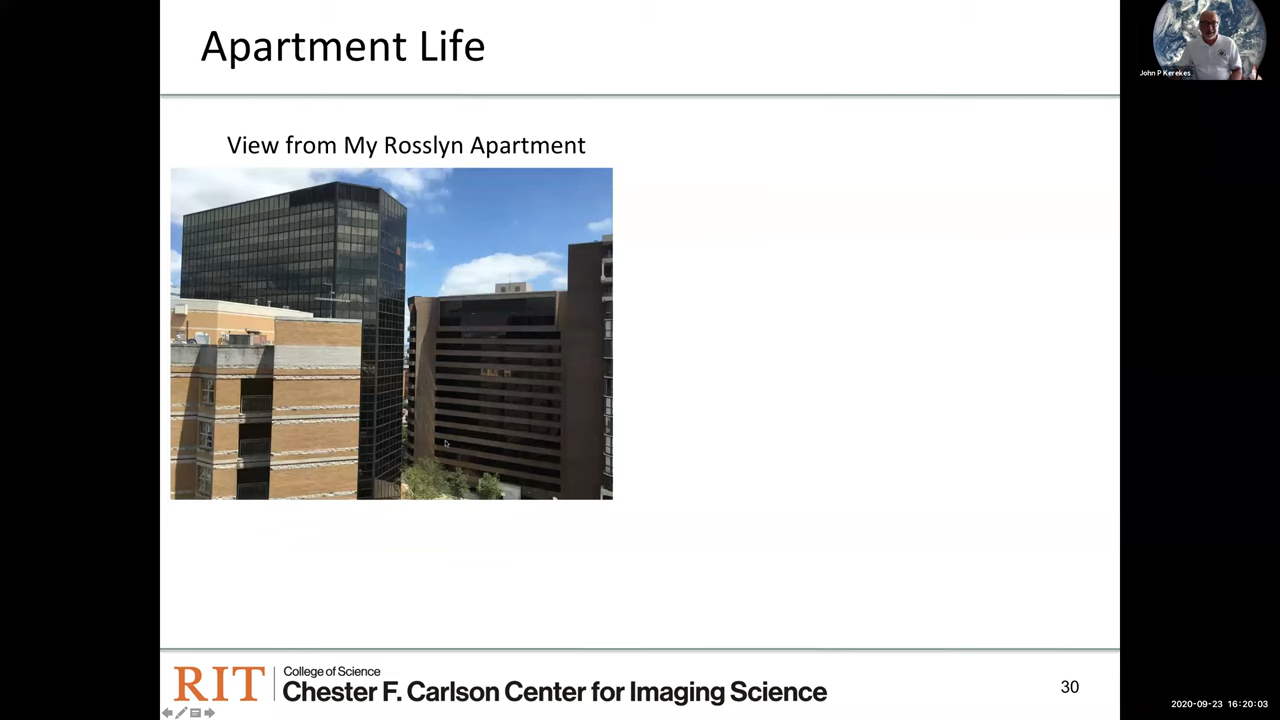 Apartment Life
John P Kerekes
View from My Rosslyn Apartment
RIT
College of Science
Chester F. Carlson Center for Imaging Science
30
2020-09-23 16:20:03